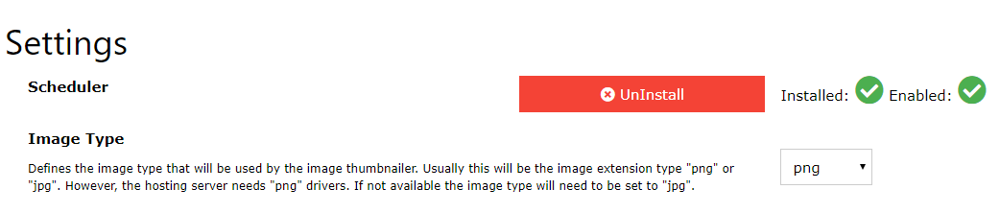 Settings
Scheduler
UnInstall
Installed:
Enabled:
Image Type
Defines the image type that will be used by the image thumbnailer. Usually this will be the image extension type "png" or
"jpg". However, the hosting server needs "png" drivers. If not available the image type will need to be set to "jpg".
png